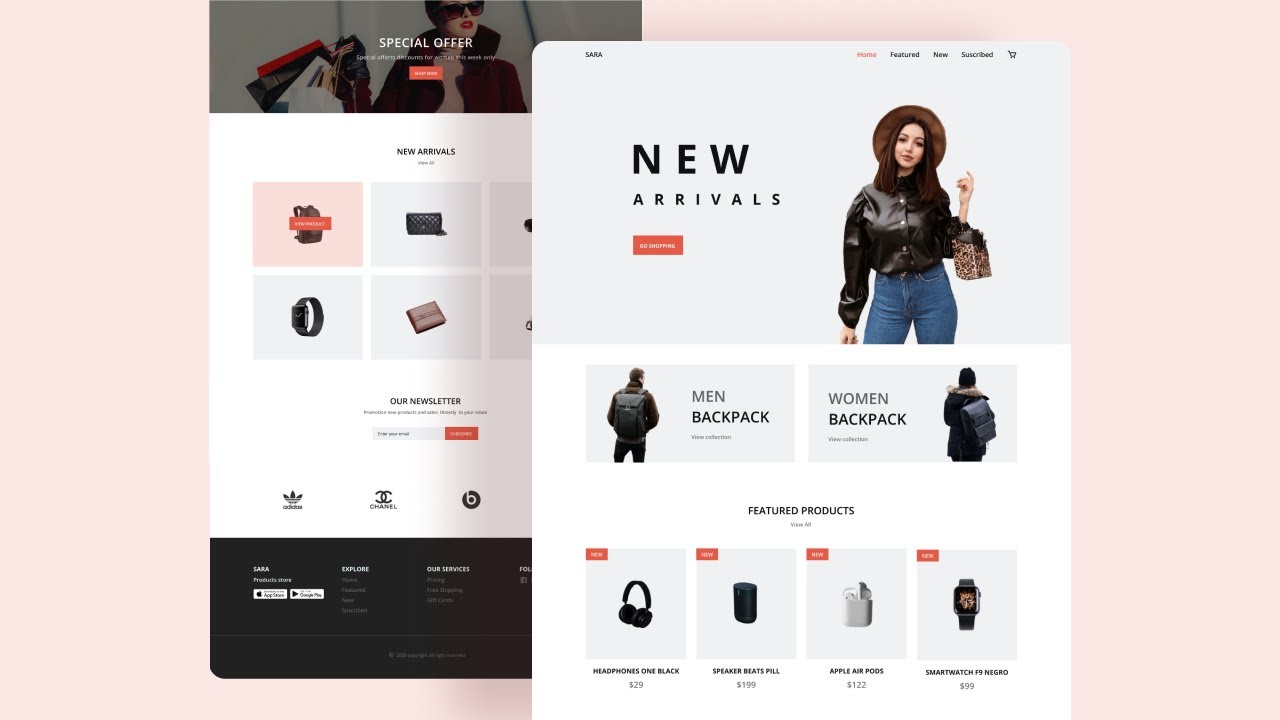 SPECIAL OFFER
Special offerts discounts for women this week only
SHOP NOW
NEW ARRIVALS
View All
VIEW PRODUCT
OUR NEWSLETTER
Promotion new products and sales. Directly to your inbox
Enter your email
SUBSCRIBE
adidas
CHANEL
SARA
Products store
App Store
Google Play
EXPLORE
Home
Featured
New
Suscribed
OUR SERVICES
Pricing
Free Shipping
Gift Cards
FOL
© 2020 copyright all right reserved
SARA
Home
Featured
New
Suscribed
NEW
ARRIVALS
GO SHOPPING
MEN
BACKPACK
View collection
WOMEN
BACKPACK
View collection
FEATURED PRODUCTS
View All
NEW
NEW
NEW
NEW
HEADPHONES ONE BLACK
$29
SPEAKER BEATS PILL
$199
APPLE AIR PODS
$122
SMARTWATCH F9 NEGRO
$99